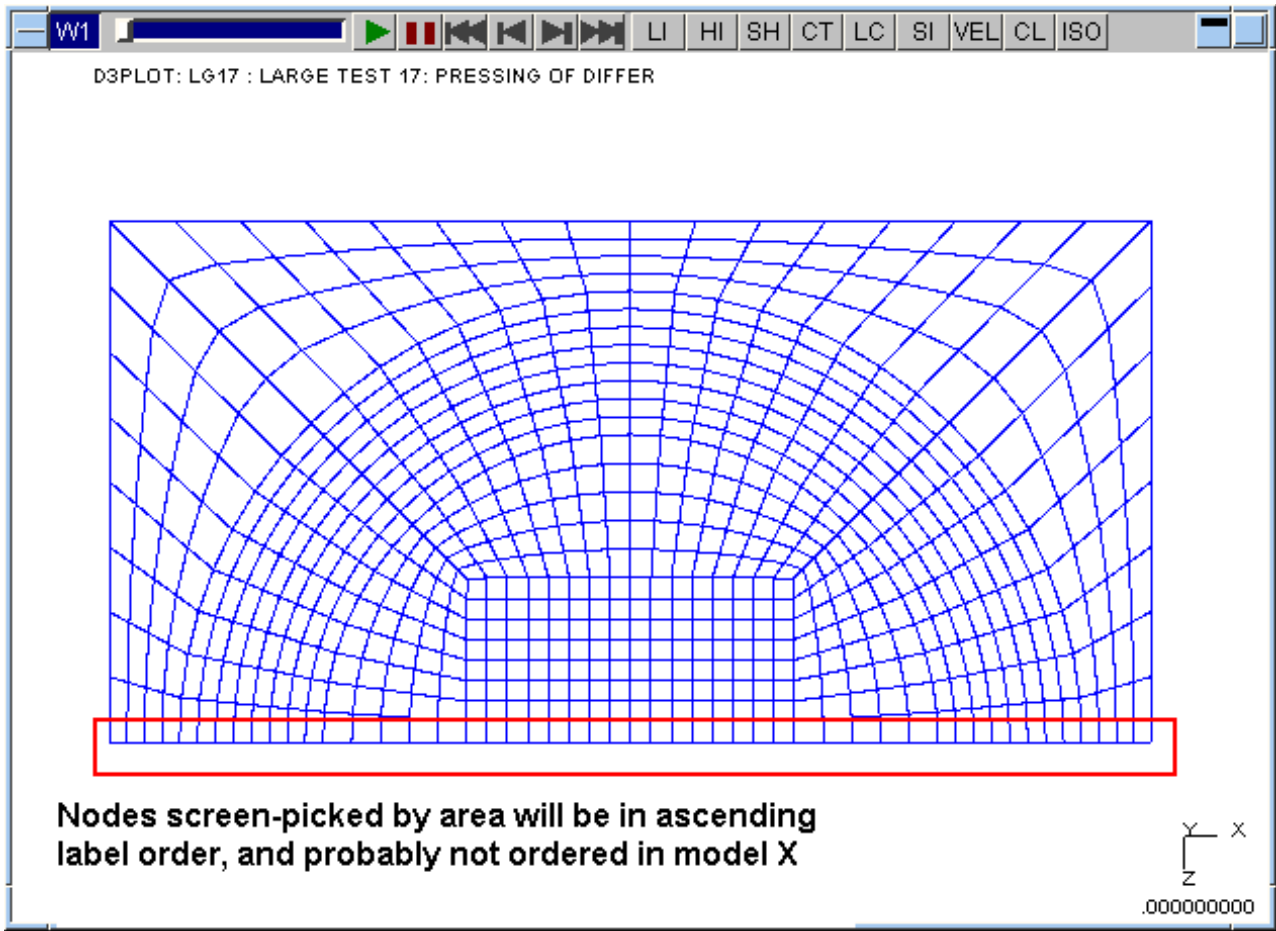 W1 LI HI SH CT LC SI VEL CL ISO
D3PLOT: LG17 : LARGE TEST 17: PRESSING OF DIFFER
Nodes screen-picked by area will be in ascending
label order, and probably not ordered in model X
Y X
Z
.000000000